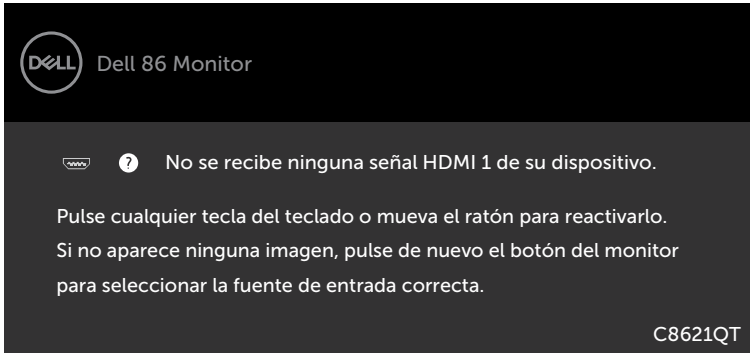 DELL Dell 86 Monitor
? No se recibe ninguna señal HDMI 1 de su dispositivo.
Pulse cualquier tecla del teclado o mueva el ratón para reactivarlo.
Si no aparece ninguna imagen, pulse de nuevo el botón del monitor
para seleccionar la fuente de entrada correcta.
C8621QT